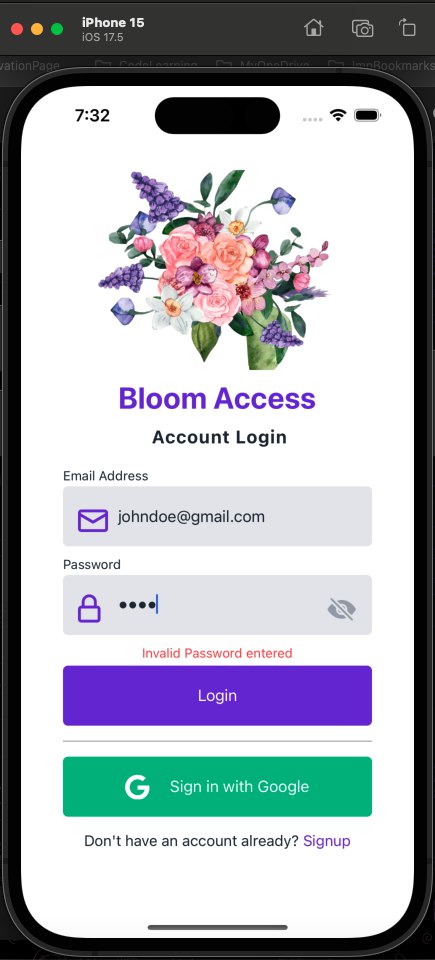 iPhone 15
iOS 17.5
vationPage CodeLearning MyOneDrive ImpBookmarks
7:32
Bloom Access
Account Login
Email Address
johndoe@gmail.com
Password
Invalid Password entered
Login
G Sign in with Google
Don't have an account already? Signup